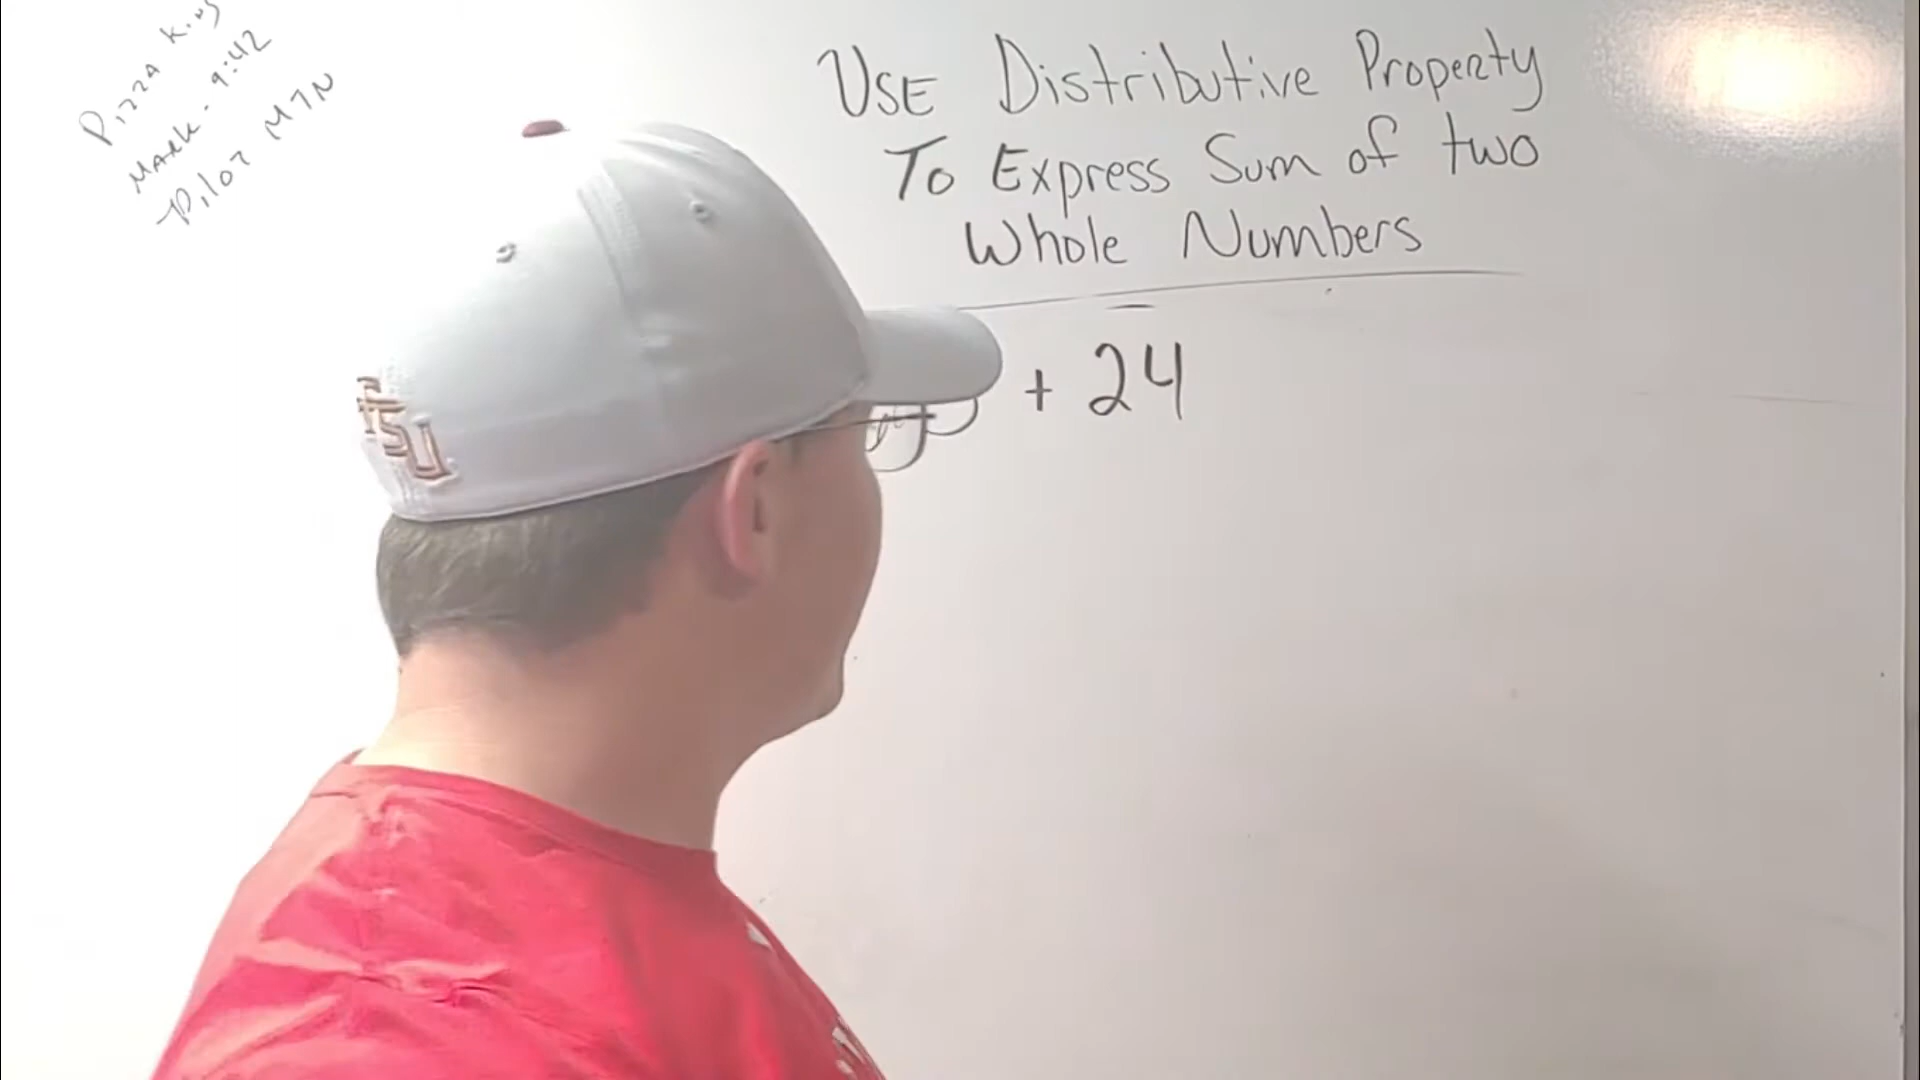 Pizza King
Mark - 9:42
Pilot MTN
USE Distributive Property
To Express Sum of two
Whole Numbers
+ 24
FSU